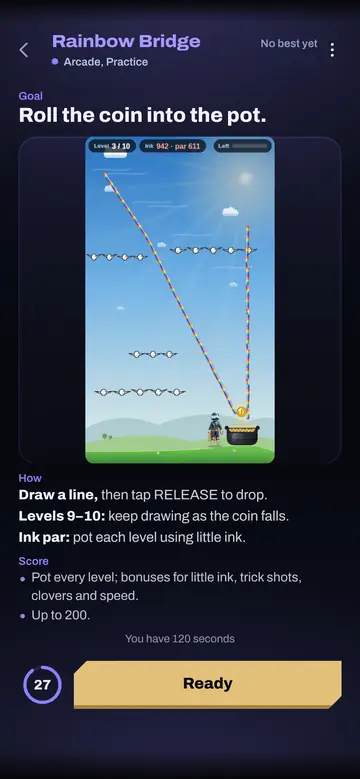 Rainbow Bridge
No best yet
Arcade, Practice
Goal
Roll the coin into the pot.
Level 3 / 10
Ink 942 · par 611
Left
How
Draw a line, then tap RELEASE to drop.
Levels 9–10: keep drawing as the coin falls.
Ink par: pot each level using little ink.
Score
Pot every level; bonuses for little ink, trick shots,
clovers and speed.
Up to 200.
You have 120 seconds
27
Ready